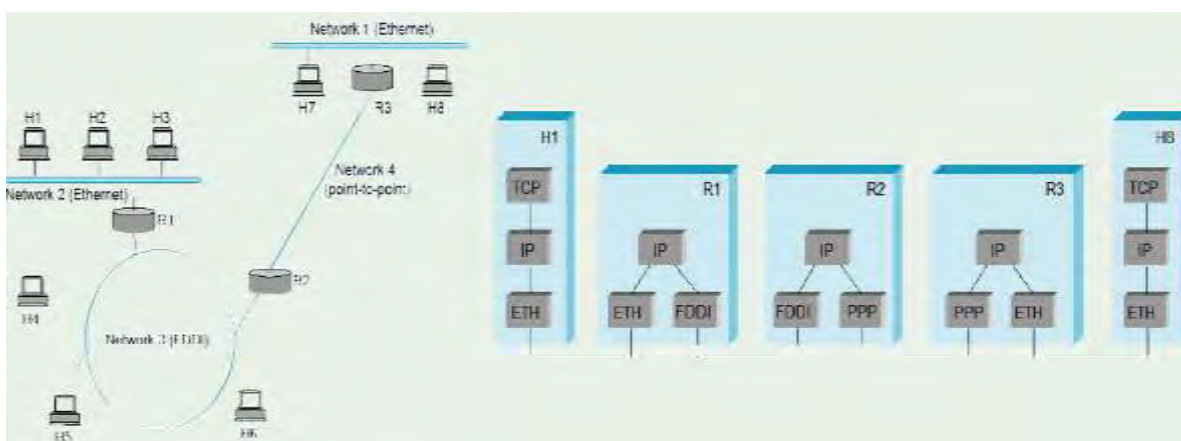 Network 1 (Ethernet)
H7
R3
H8
H1
H2
H3
Network 4
(point-to-point)
Network 2 (Ethernet)
R1
R2
H4
Network 3 (FDDI)
H5
H6
H1
TCP
IP
ETH
R1
IP
ETH
FDDI
R2
IP
FDDI
PPP
R3
IP
PPP
ETH
H8
TCP
IP
ETH